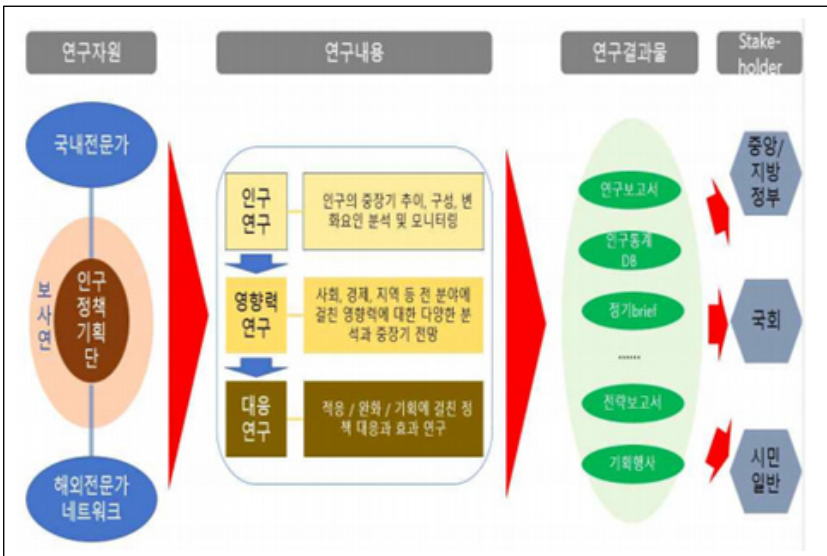 연구자원
연구내용
연구결과물
Stake-
holder
국내전문가
보사연
인구
정책
기획
단
해외전문가
네트워크
인구
연구
인구의 중장기 추이, 구성, 변
화요인 분석 및 모니터링
영향력
연구
사회, 경제, 지역 등 전 분야에
걸친 영향력에 대한 다양한 분
석과 중장기 전망
대응
연구
적응 / 완화 / 기획에 걸친 정
책 대응과 효과 연구
인구보고서
인구통계
DB
정기brief
......
전략보고서
기획행사
중앙/
지방
정부
국회
시민
일반